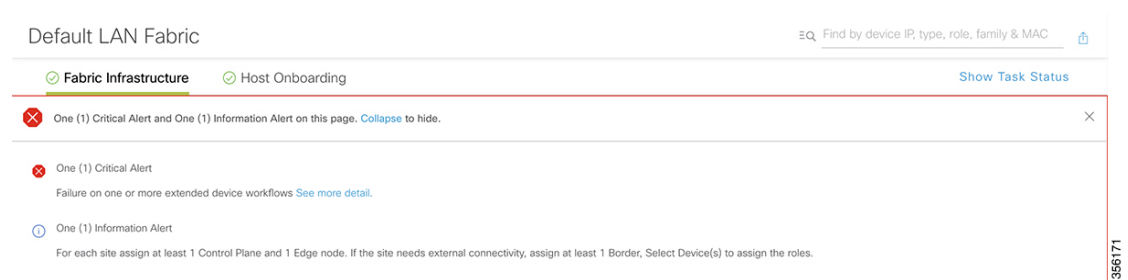 Default LAN Fabric
Find by device IP, type, role, family & MAC
Fabric Infrastructure
Host Onboarding
Show Task Status
One (1) Critical Alert and One (1) Information Alert on this page. Collapse to hide.
One (1) Critical Alert
Failure on one or more extended device workflows See more detail.
One (1) Information Alert
For each site assign at least 1 Control Plane and 1 Edge node. If the site needs external connectivity, assign at least 1 Border, Select Device(s) to assign the roles.
356171